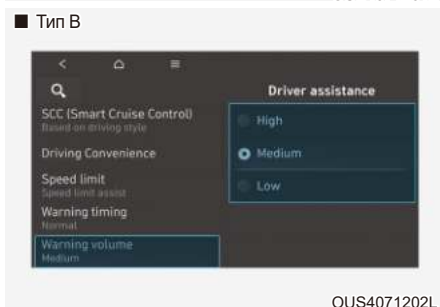 ■ Тип B
Driver assistance
SCC (Smart Cruise Control)
Based on driving style
Driving Convenience
Speed limit
Speed limit assist
Warning timing
Normal
Warning volume
Medium
High
Medium
Low
OUS4071202L